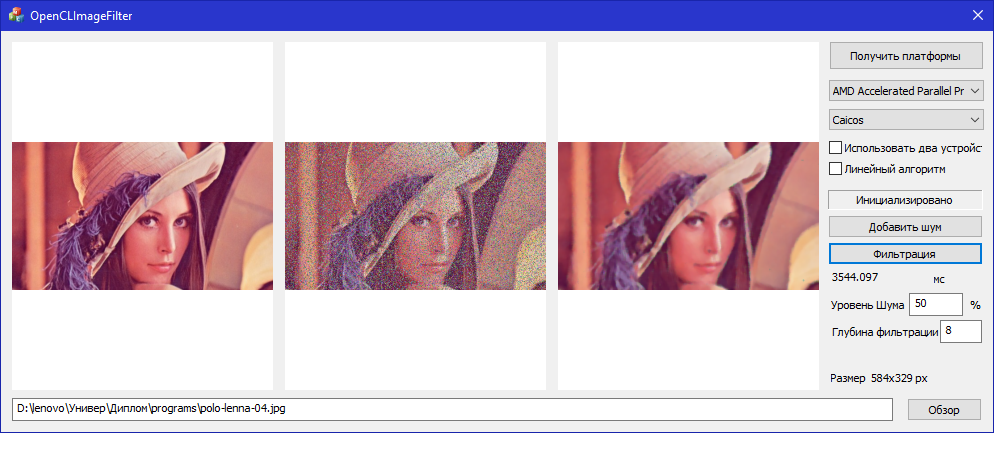 OpenCLImageFilter
Получить платформы
AMD Accelerated Parallel Pr
Caicos
Использовать два устройст
Линейный алгоритм
Инициализировано
Добавить шум
Фильтрация
3544.097 мс
Уровень Шума 50 %
Глубина фильтрации 8
Размер 584x329 px
D:\lenovo\Универ\Диплом\programs\polo-lenna-04.jpg
Обзор